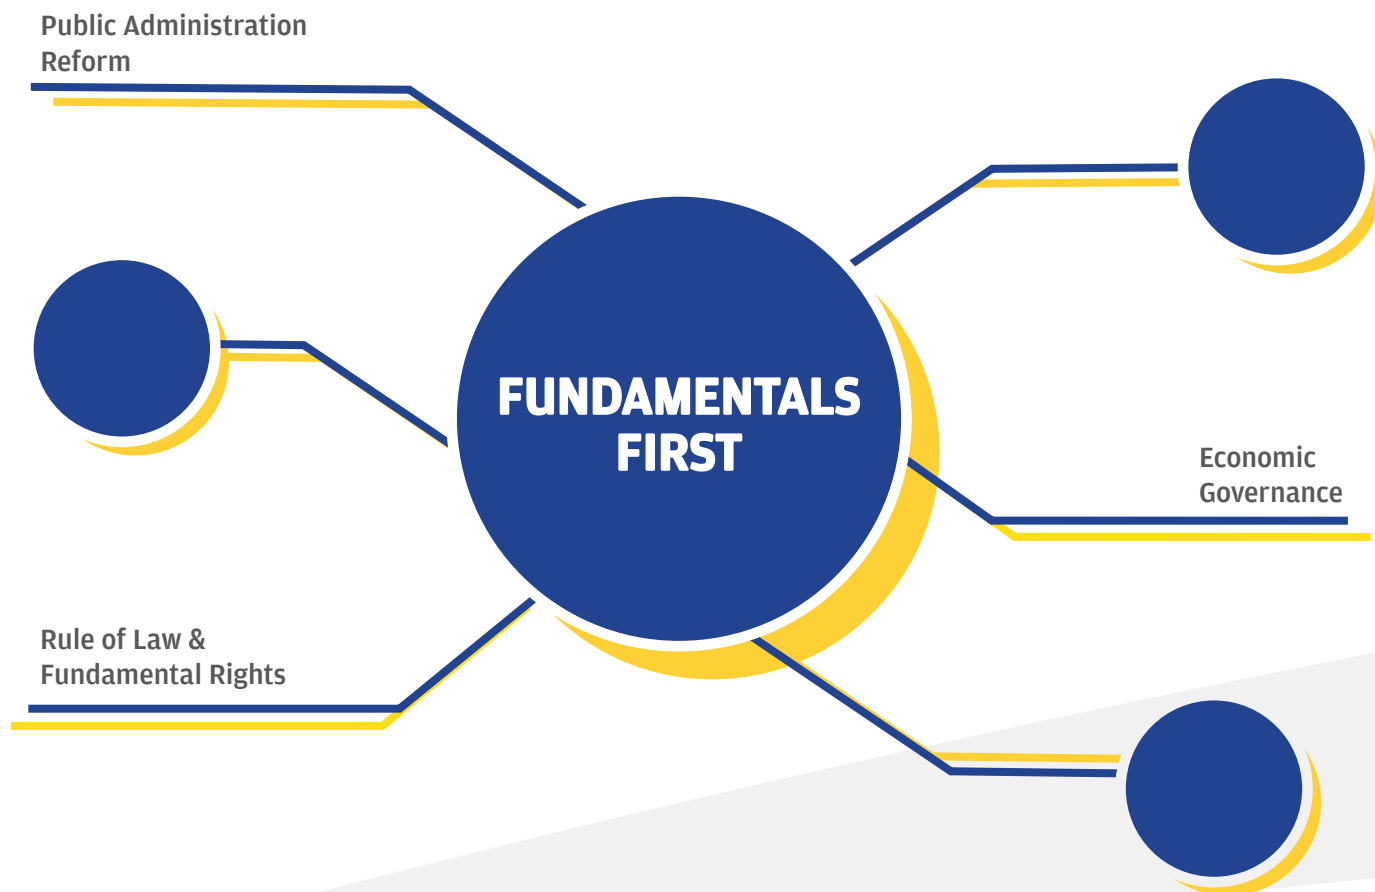 Public Administration
Reform
FUNDAMENTALS
FIRST
Economic
Governance
Rule of Law &
Fundamental Rights